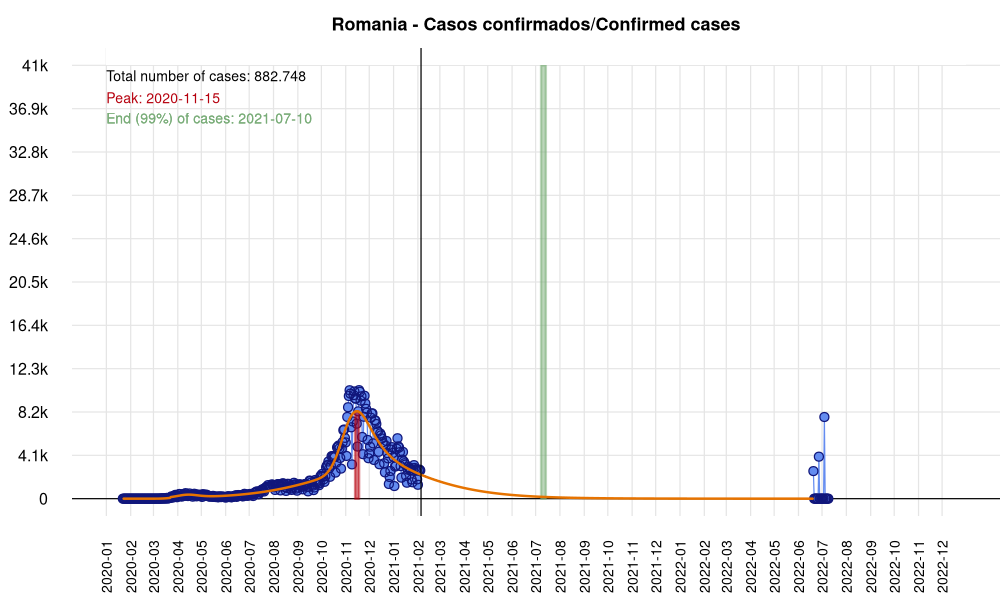 Romania - Casos confirmados/Confirmed cases
Total number of cases: 882.748
Peak: 2020-11-15
End (99%) of cases: 2021-07-10
41k
36.9k
32.8k
28.7k
24.6k
20.5k
16.4k
12.3k
8.2k
4.1k
0
2020-01
2020-02
2020-03
2020-04
2020-05
2020-06
2020-07
2020-08
2020-09
2020-10
2020-11
2020-12
2021-01
2021-02
2021-03
2021-04
2021-05
2021-06
2021-07
2021-08
2021-09
2021-10
2021-11
2021-12
2022-01
2022-02
2022-03
2022-04
2022-05
2022-06
2022-07
2022-08
2022-09
2022-10
2022-11
2022-12